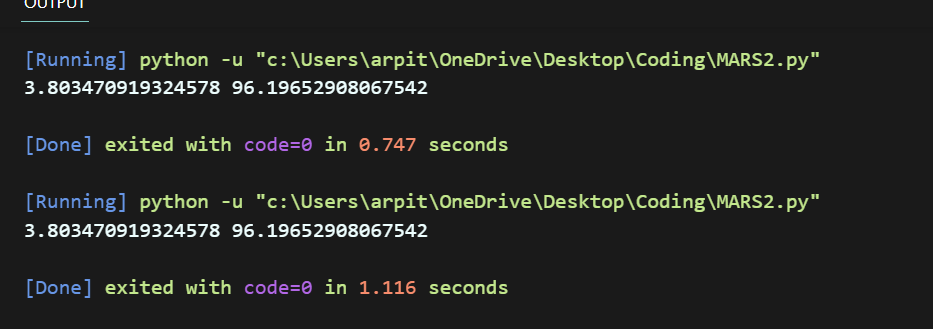 OUTPUT
[Running] python -u "c:\Users\arpit\OneDrive\Desktop\Coding\MARS2.py"
3.803470919324578 96.19652908067542
[Done] exited with code=0 in 0.747 seconds
[Running] python -u "c:\Users\arpit\OneDrive\Desktop\Coding\MARS2.py"
3.803470919324578 96.19652908067542
[Done] exited with code=0 in 1.116 seconds